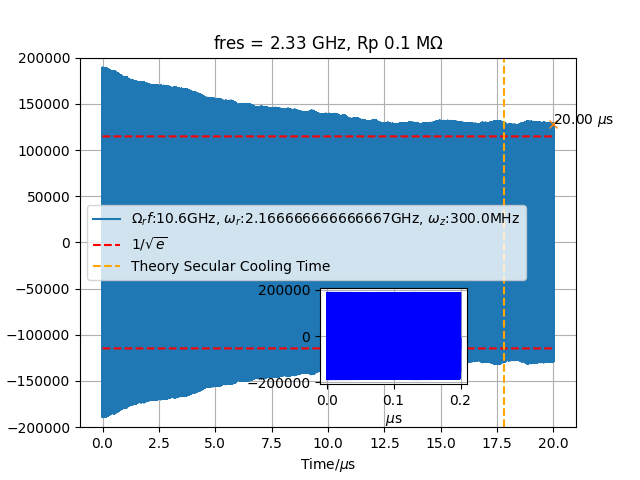 fres = 2.33 GHz, Rp 0.1 MΩ
200000
150000
100000
50000
0
−50000
−100000
−150000
−200000
20.00 μs
Ω_rf:10.6GHz, ω_r:2.166666666666667GHz, ω_z:300.0MHz
1/√e
Theory Secular Cooling Time
200000
0
−200000
0.0 0.1 0.2
μs
0.0 2.5 5.0 7.5 10.0 12.5 15.0 17.5 20.0
Time/μs